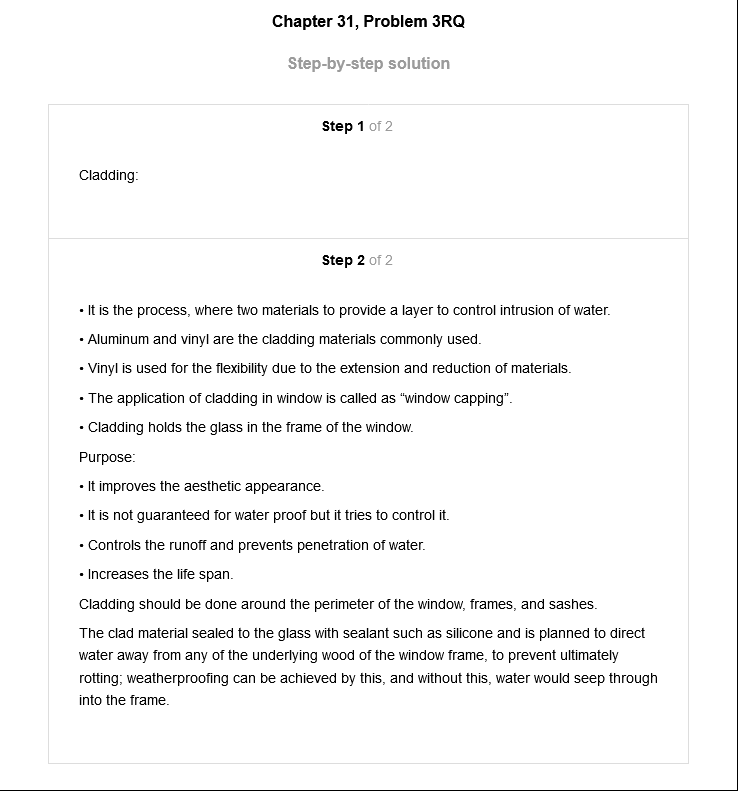 Chapter 31, Problem 3RQ
Step-by-step solution
Step 1 of 2
Cladding:
Step 2 of 2
• It is the process, where two materials to provide a layer to control intrusion of water.
• Aluminum and vinyl are the cladding materials commonly used.
• Vinyl is used for the flexibility due to the extension and reduction of materials.
• The application of cladding in window is called as “window capping”.
• Cladding holds the glass in the frame of the window.
Purpose:
• It improves the aesthetic appearance.
• It is not guaranteed for water proof but it tries to control it.
• Controls the runoff and prevents penetration of water.
• Increases the life span.
Cladding should be done around the perimeter of the window, frames, and sashes.
The clad material sealed to the glass with sealant such as silicone and is planned to direct
water away from any of the underlying wood of the window frame, to prevent ultimately
rotting; weatherproofing can be achieved by this, and without this, water would seep through
into the frame.